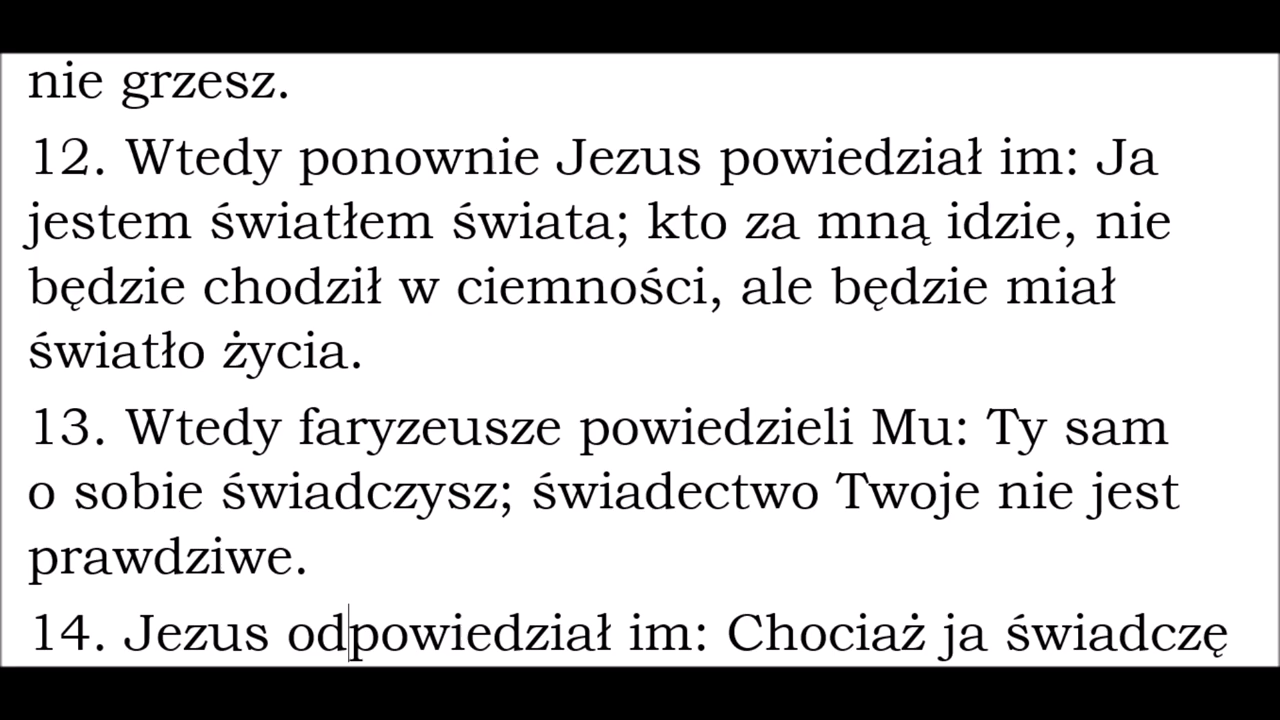 nie grzesz.
12. Wtedy ponownie Jezus powiedział im: Ja
jestem światłem świata; kto za mną idzie, nie
będzie chodził w ciemności, ale będzie miał
światło życia.
13. Wtedy faryzeusze powiedzieli Mu: Ty sam
o sobie świadczysz; świadectwo Twoje nie jest
prawdziwe.
14. Jezus odpowiedział im: Chociaż ja świadczę